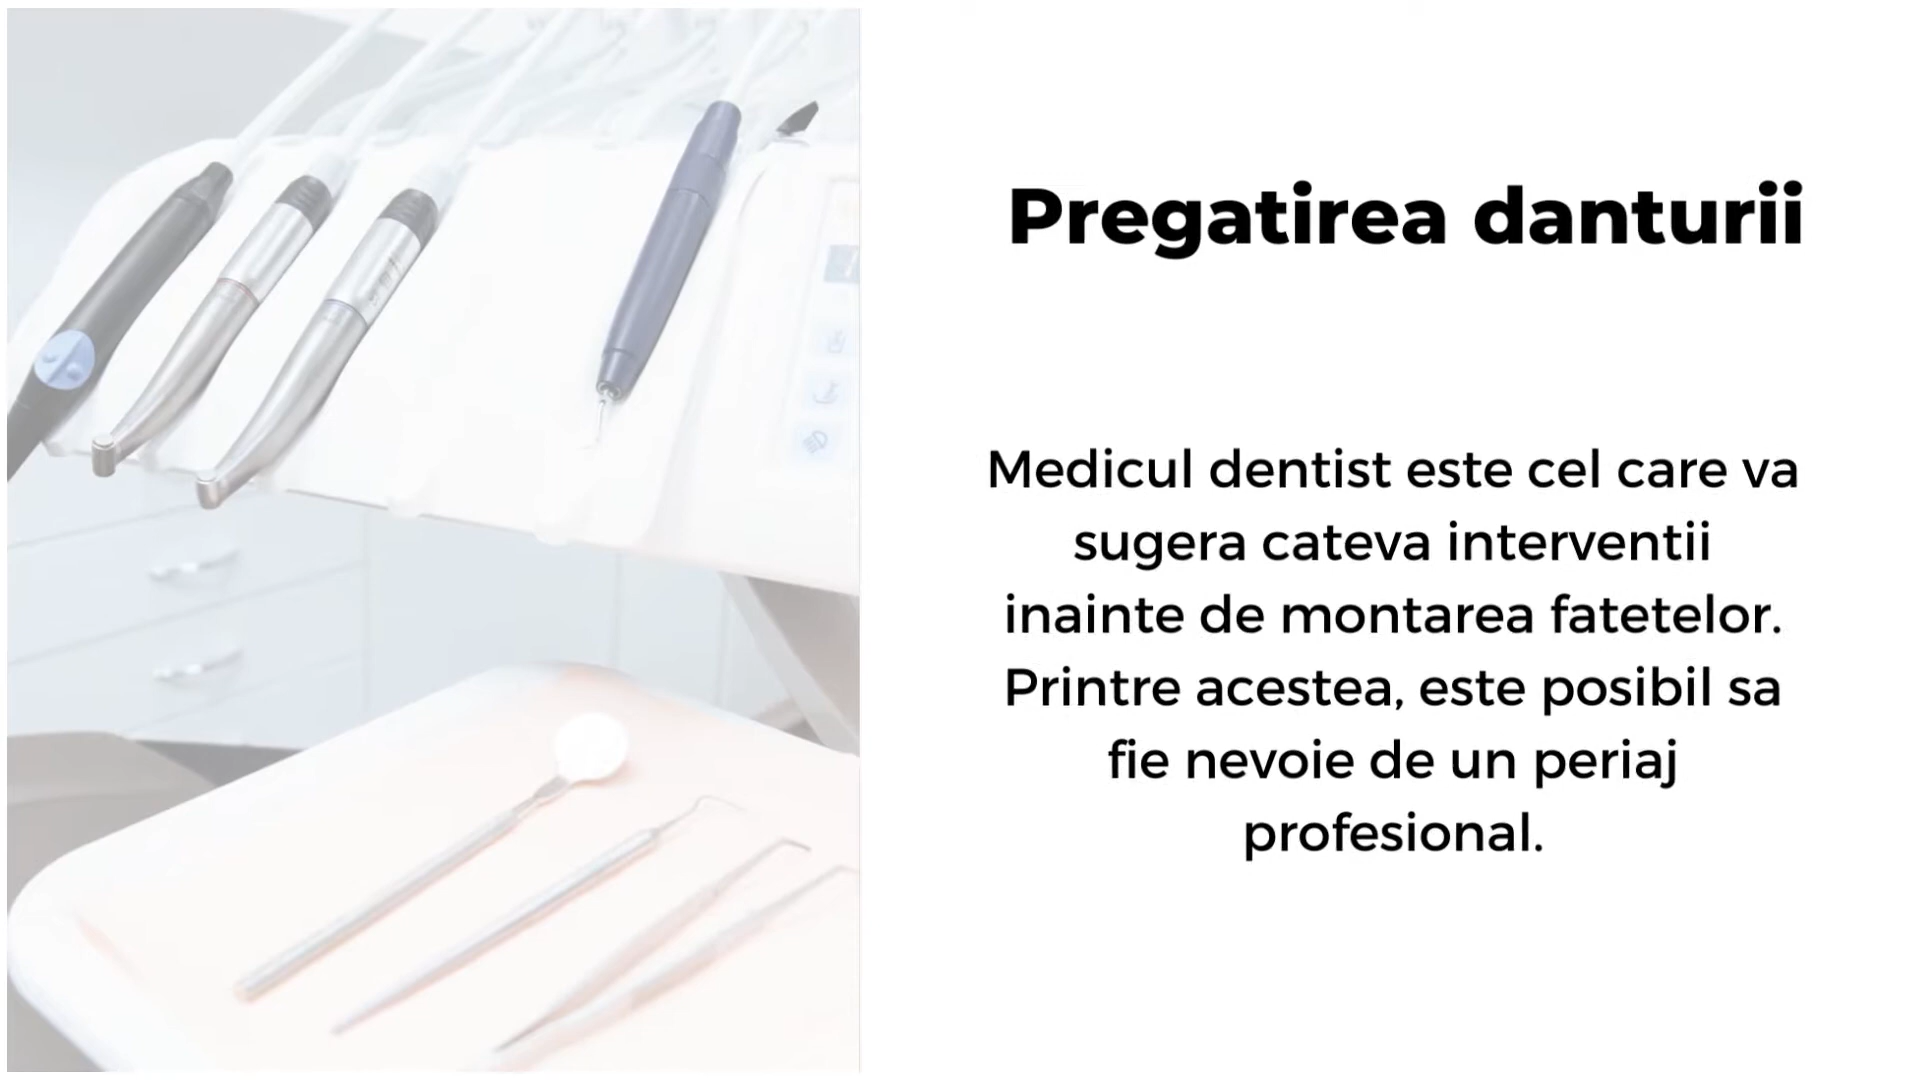 Pregatirea danturii
Medicul dentist este cel care va
sugera cateva interventii
inainte de montarea fatetelor.
Printre acestea, este posibil sa
fie nevoie de un periaj
profesional.